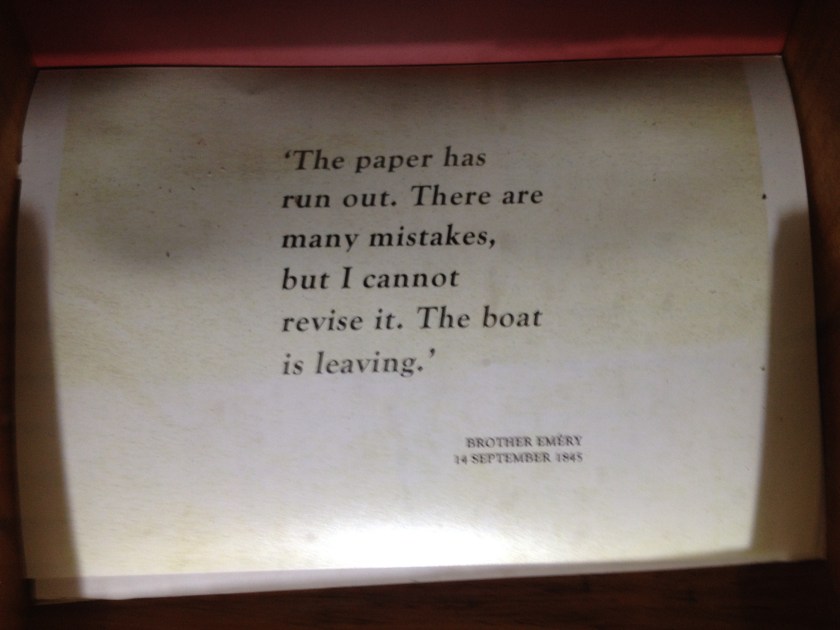 ‘The paper has
run out. There are
many mistakes,
but I cannot
revise it. The boat
is leaving.’
BROTHER EMÉRY
14 SEPTEMBER 1845